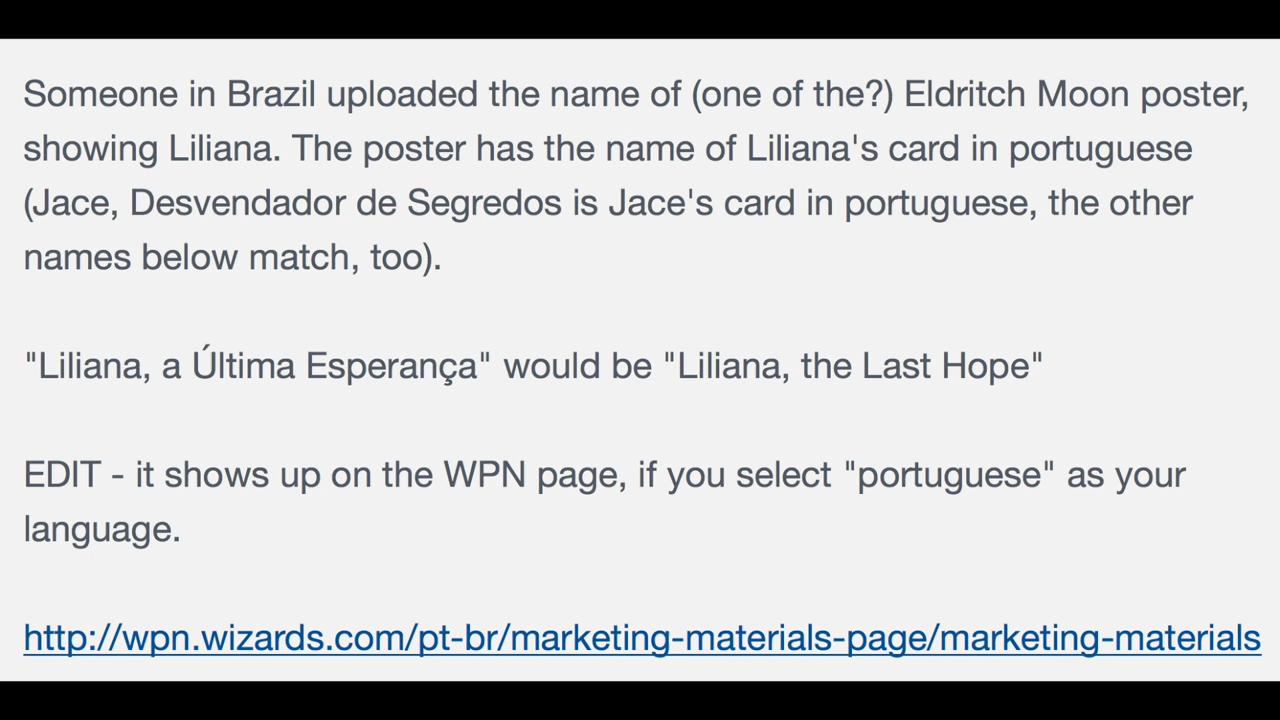 Someone in Brazil uploaded the name of (one of the?) Eldritch Moon poster,
showing Liliana. The poster has the name of Liliana's card in portuguese
(Jace, Desvendador de Segredos is Jace's card in portuguese, the other
names below match, too).
"Liliana, a Última Esperança" would be "Liliana, the Last Hope"
EDIT - it shows up on the WPN page, if you select "portuguese" as your
language.
http://wpn.wizards.com/pt-br/marketing-materials-page/marketing-materials